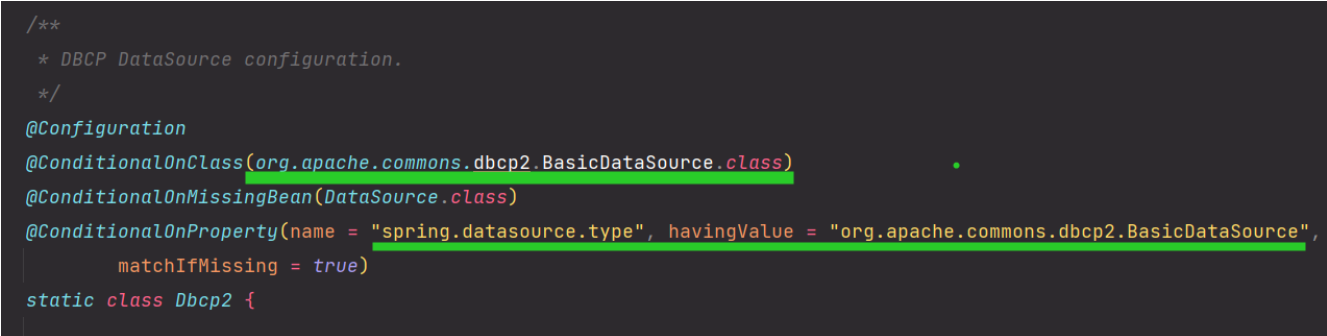 /**
* DBCP DataSource configuration.
*/
@Configuration
@ConditionalOnClass(org.apache.commons.dbcp2.BasicDataSource.class)
@ConditionalOnMissingBean(DataSource.class)
@ConditionalOnProperty(name = "spring.datasource.type", havingValue = "org.apache.commons.dbcp2.BasicDataSource",
matchIfMissing = true)
static class Dbcp2 {